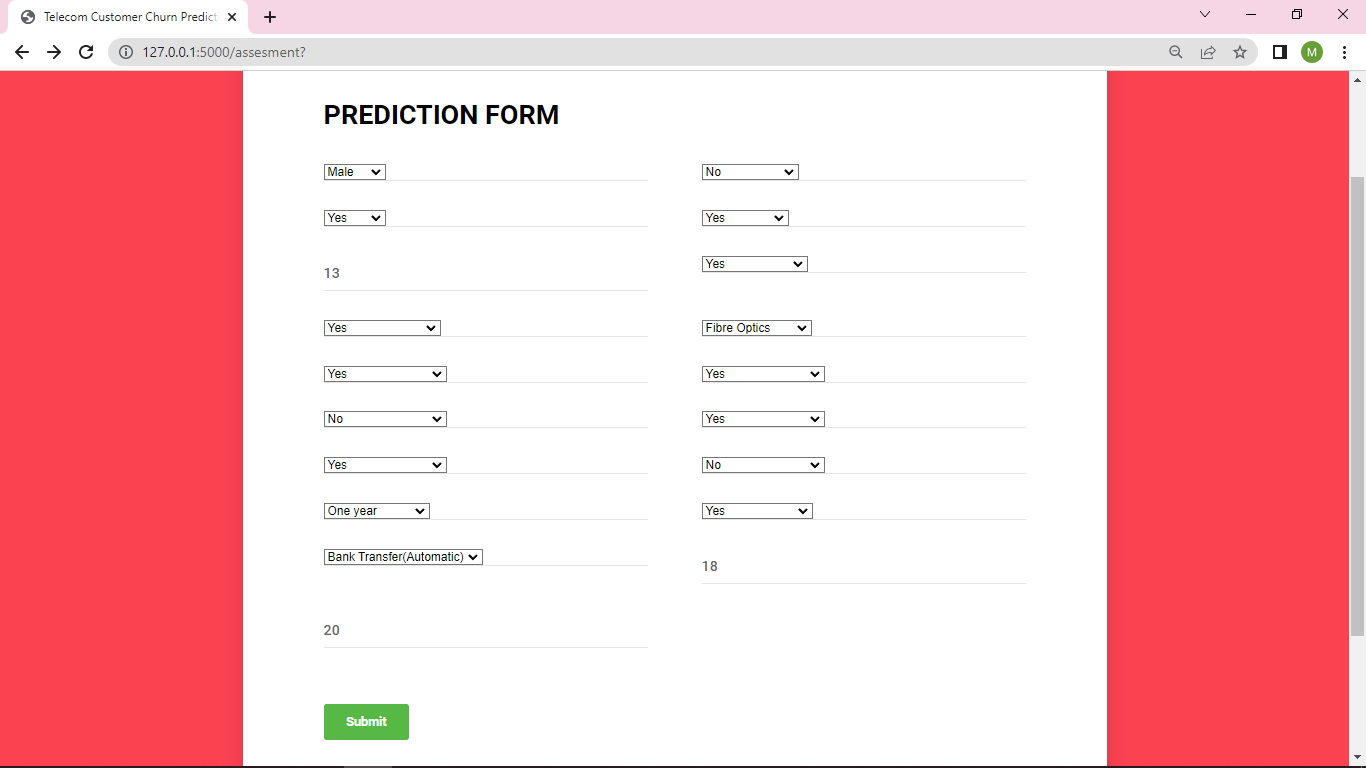 Telecom Customer Churn Predict
127.0.0.1:5000/assesment?
M
PREDICTION FORM
Male No
Yes Yes
13 Yes
Yes Fibre Optics
Yes Yes
No Yes
Yes No
One year Yes
Bank Transfer(Automatic) 18
20
Submit